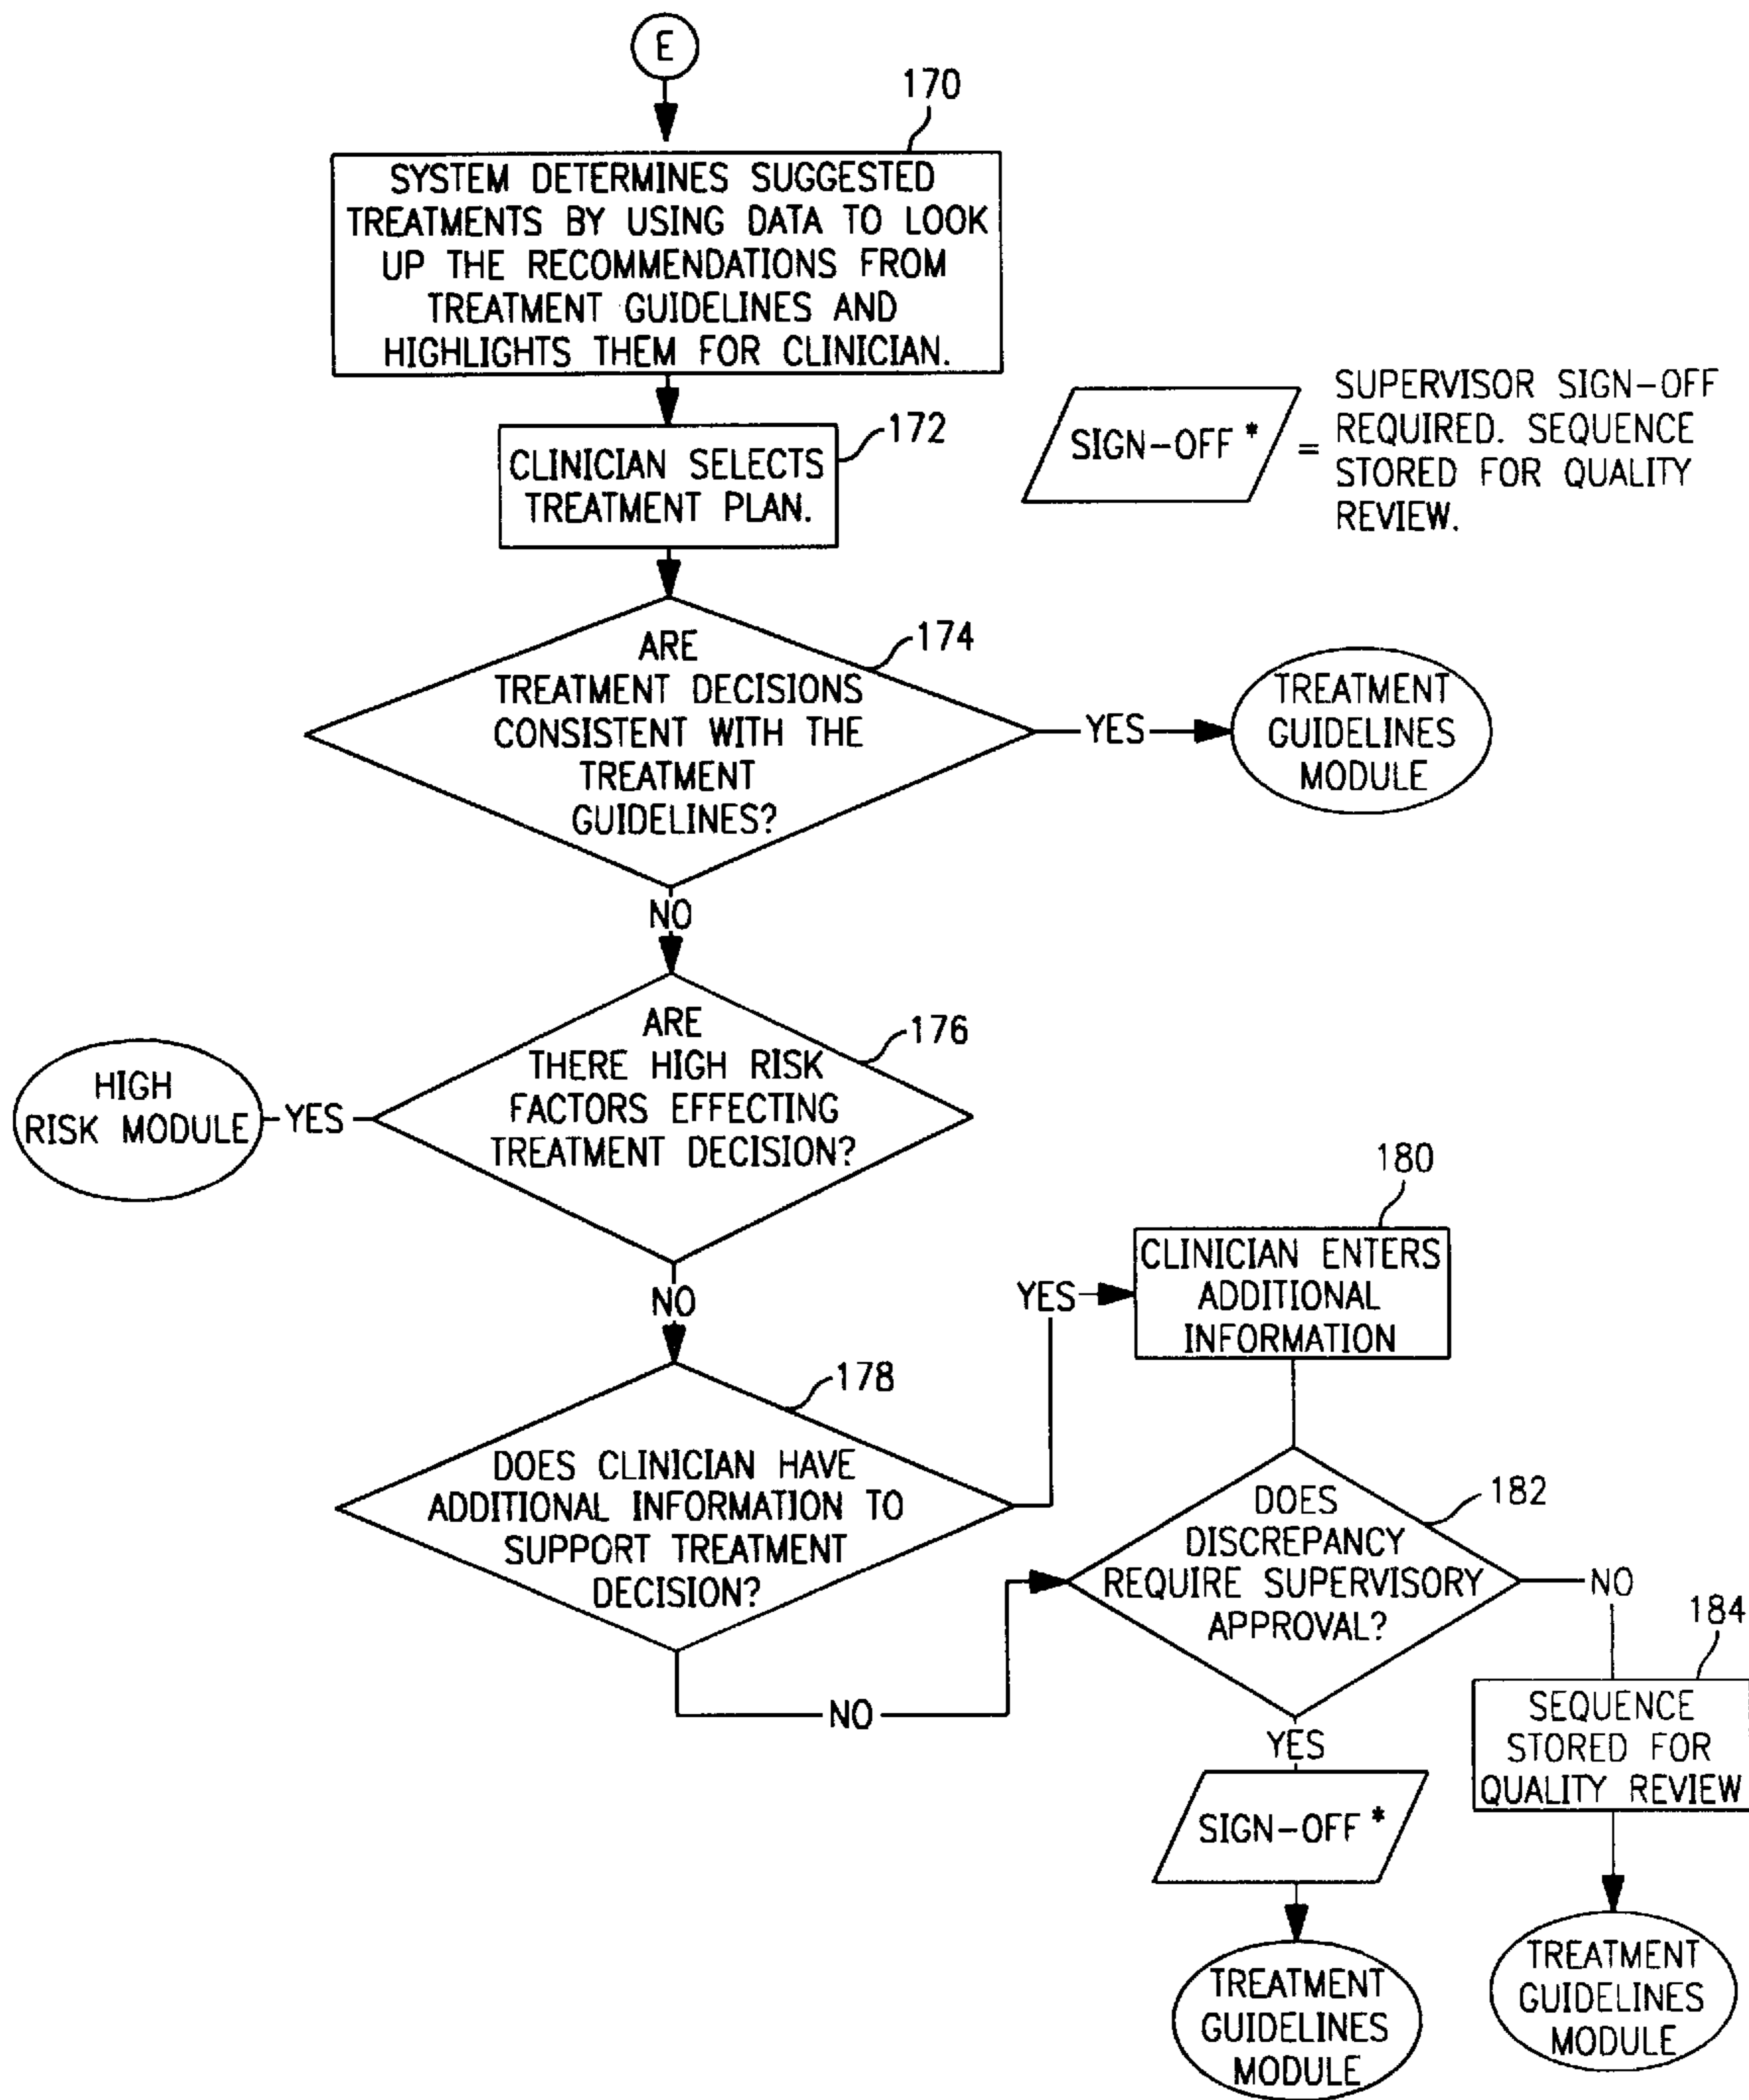 E
170
SYSTEM DETERMINES SUGGESTED
TREATMENTS BY USING DATA TO LOOK
UP THE RECOMMENDATIONS FROM
TREATMENT GUIDELINES AND
HIGHLIGHTS THEM FOR CLINICIAN.
SIGN-OFF *
=
SUPERVISOR SIGN-OFF
REQUIRED. SEQUENCE
STORED FOR QUALITY
REVIEW.
172
CLINICIAN SELECTS
TREATMENT PLAN.
174
ARE
TREATMENT DECISIONS
CONSISTENT WITH THE
TREATMENT
GUIDELINES?
YES
TREATMENT
GUIDELINES
MODULE
NO
176
ARE
THERE HIGH RISK
FACTORS EFFECTING
TREATMENT DECISION?
YES
HIGH
RISK MODULE
NO
178
DOES CLINICIAN HAVE
ADDITIONAL INFORMATION TO
SUPPORT TREATMENT
DECISION?
YES
180
CLINICIAN ENTERS
ADDITIONAL
INFORMATION
NO
182
DOES
DISCREPANCY
REQUIRE SUPERVISORY
APPROVAL?
NO
184
SEQUENCE
STORED FOR
QUALITY REVIEW
YES
SIGN-OFF *
TREATMENT
GUIDELINES
MODULE
TREATMENT
GUIDELINES
MODULE